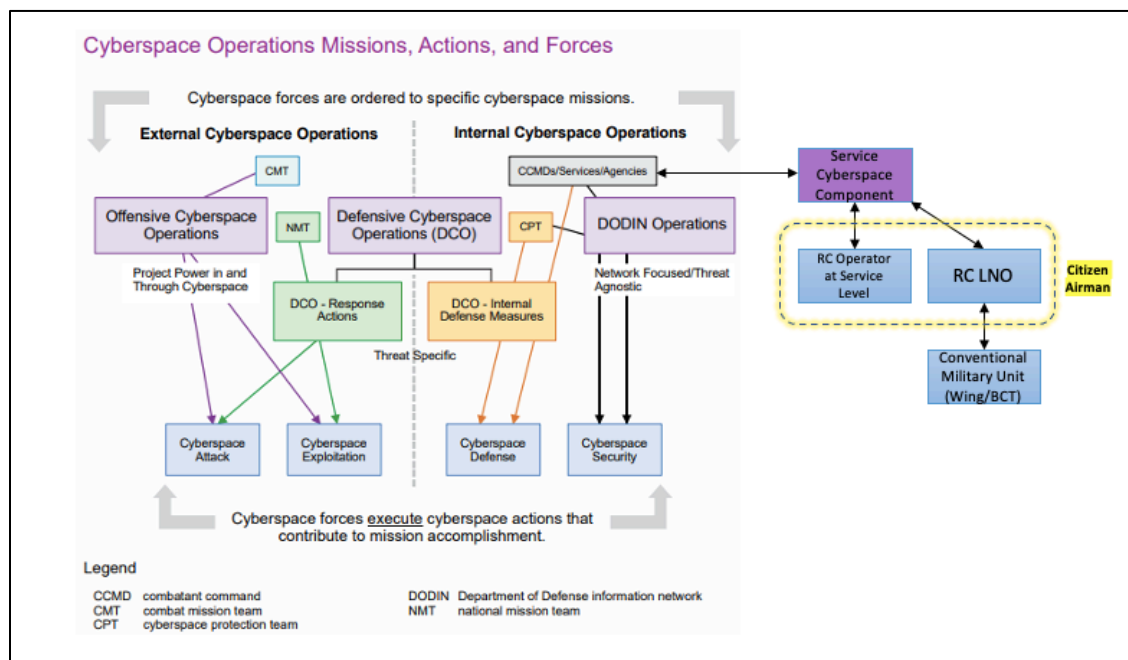 Cyberspace Operations Missions, Actions, and Forces
Cyberspace forces are ordered to specific cyberspace missions.
External Cyberspace Operations
Internal Cyberspace Operations
CMT
CCMDs/Services/Agencies
Offensive Cyberspace
Operations
NMT
Defensive Cyberspace
Operations (DCO)
CPT
DODIN Operations
Project Power in and
Through Cyberspace
Network Focused/Threat
Agnostic
DCO - Response
Actions
DCO - Internal
Defense Measures
Threat Specific
Cyberspace
Attack
Cyberspace
Exploitation
Cyberspace
Defense
Cyberspace
Security
Cyberspace forces execute cyberspace actions that
contribute to mission accomplishment.
Legend
CCMD combatant command
CMT combat mission team
CPT cyberspace protection team
DODIN Department of Defense information network
NMT national mission team
Service
Cyberspace
Component
RC Operator
at Service
Level
RC LNO
Citizen
Airman
Conventional
Military Unit
(Wing/BCT)